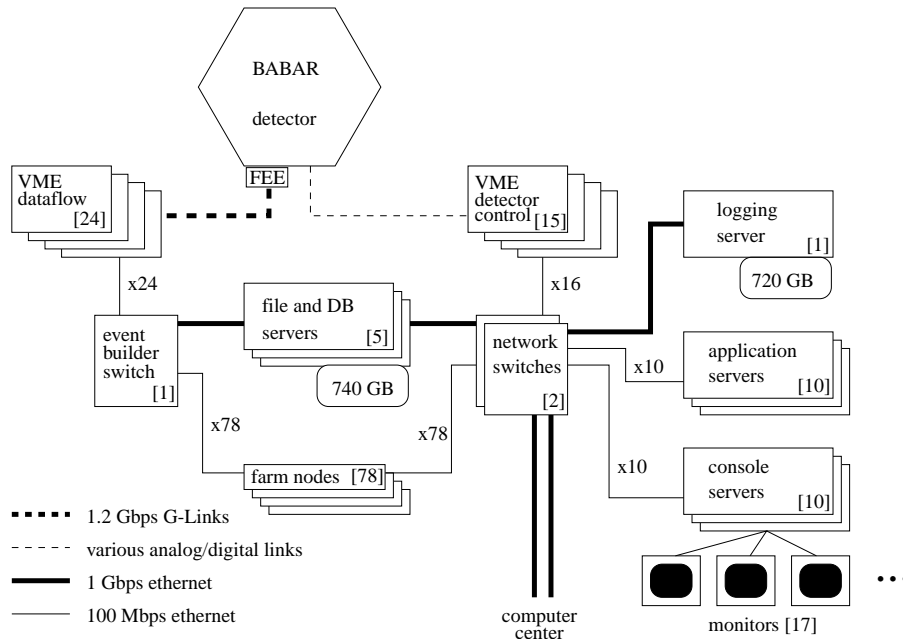 BABAR
detector
FEE
VME
dataflow
[24]
VME
detector
control
[15]
logging
server
[1]
720 GB
x24
x16
file and DB
servers
[5]
740 GB
event
builder
switch
[1]
network
switches
[2]
application
servers
[10]
x10
x78
x78
x10
console
servers
[10]
farm nodes [78]
1.2 Gbps G-Links
various analog/digital links
1 Gbps ethernet
100 Mbps ethernet
computer
center
monitors [17]
...